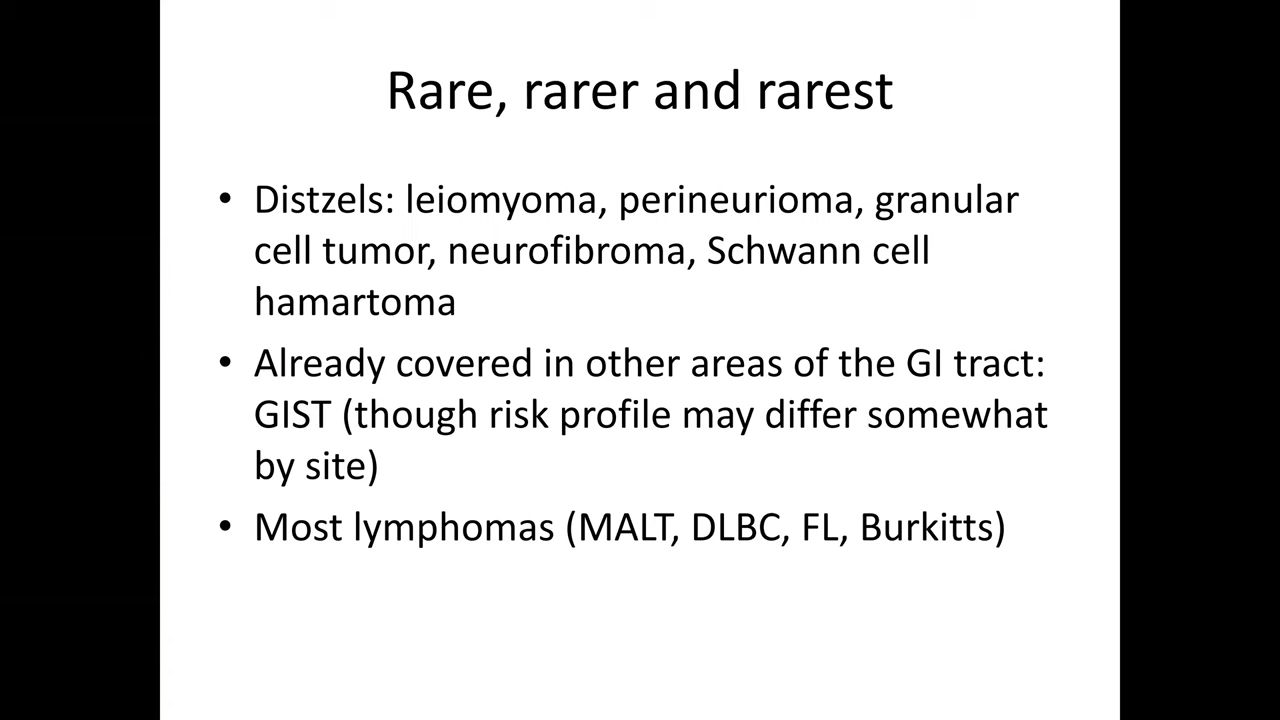 Rare, rarer and rarest
• Distzels: leiomyoma, perineurioma, granular
cell tumor, neurofibroma, Schwann cell
hamartoma
• Already covered in other areas of the GI tract:
GIST (though risk profile may differ somewhat
by site)
• Most lymphomas (MALT, DLBC, FL, Burkitts)